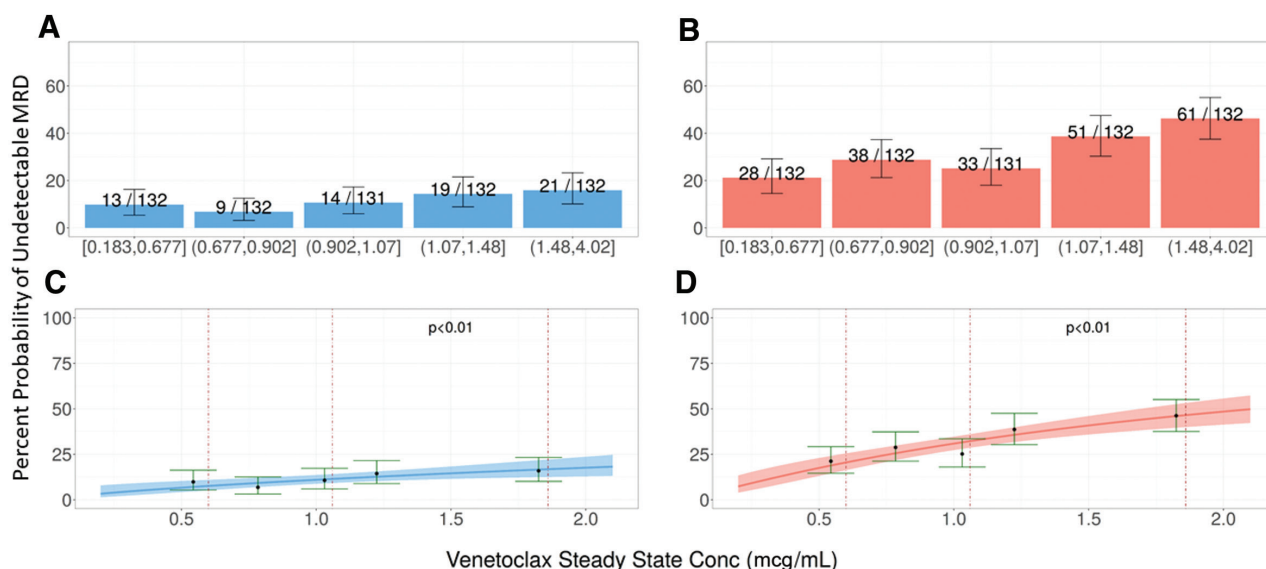 A
B
Percent Probability of Undetectable MRD
60
40
20
0
13 / 132
9 / 132
14 / 131
19 / 132
21 / 132
[0.183,0.677]
(0.677,0.902]
(0.902,1.07]
(1.07,1.48]
(1.48,4.02]
60
40
20
0
28 / 132
38 / 132
33 / 131
51 / 132
61 / 132
[0.183,0.677]
(0.677,0.902]
(0.902,1.07]
(1.07,1.48]
(1.48,4.02]
C
D
100
75
50
25
0
p<0.01
0.5
1.0
1.5
2.0
100
75
50
25
0
p<0.01
0.5
1.0
1.5
2.0
Venetoclax Steady State Conc (mcg/mL)